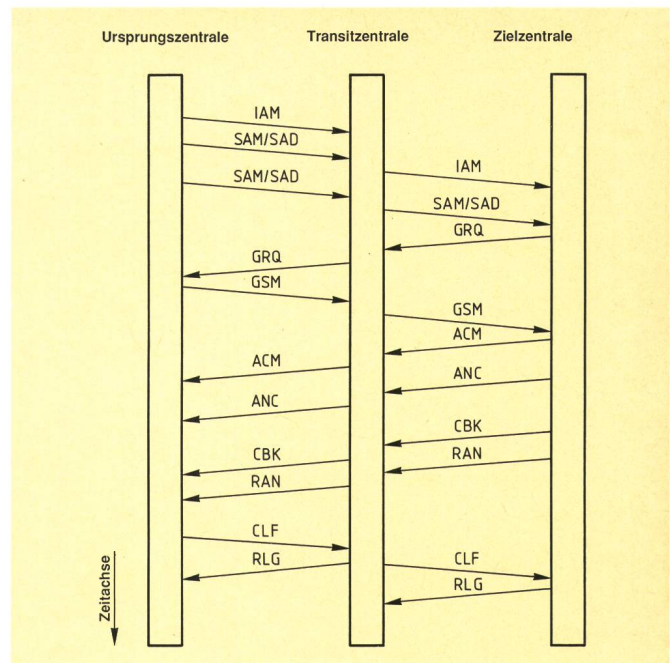 Ursprungszentrale Transitzentrale Zielzentrale
IAM
SAM/SAD
IAM
SAM/SAD
SAM/SAD
GRQ
GRQ
GSM
GSM
ACM
ACM
ANC
ANC
CBK
CBK
RAN
RAN
CLF
CLF
RLG
RLG
Zeitachse